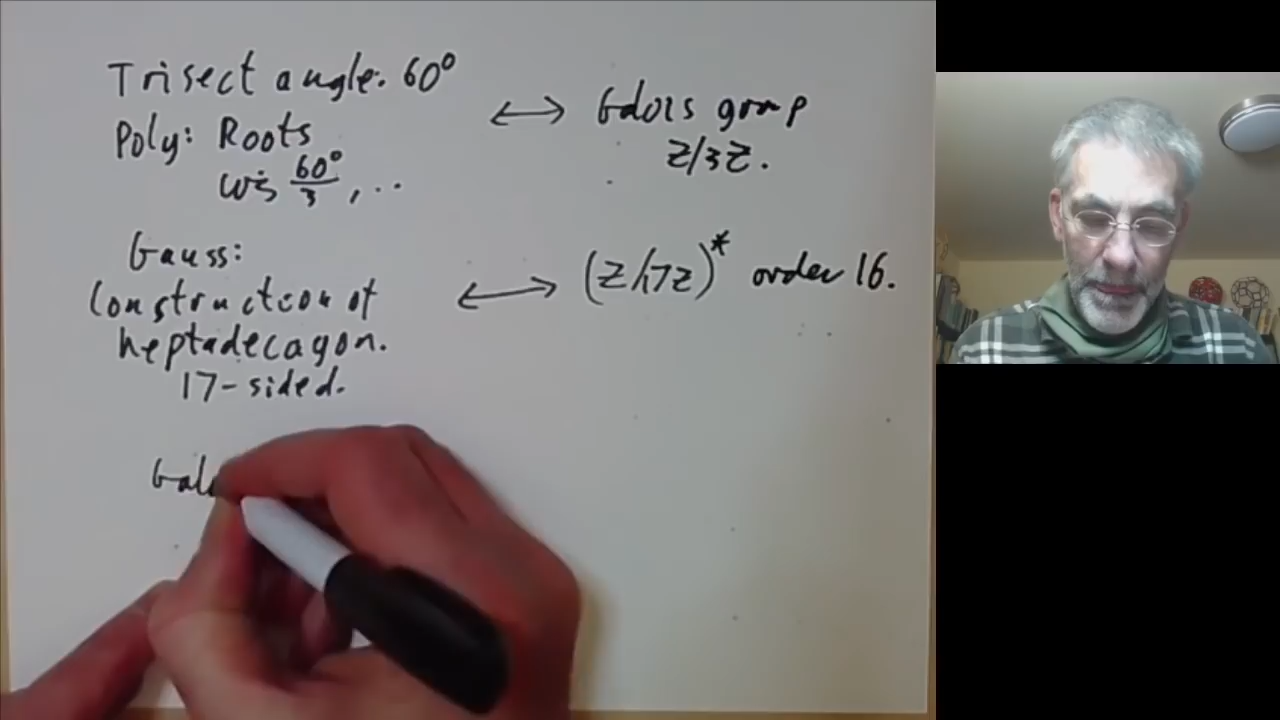 Trisect angle. 60°
Poly: Roots
cos 60°/3 , ..
⟷ Galois group
Z/3Z.
Gauss:
Construction of
heptadecagon.
17-sided.
⟷ (Z/17Z)* order 16.
Galo